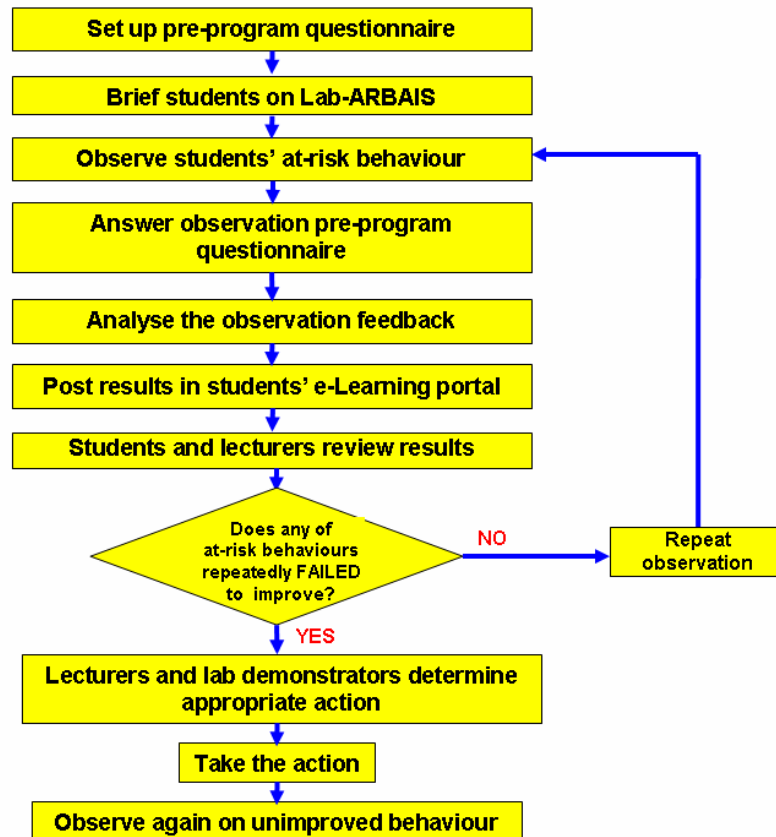 Set up pre-program questionnaire
Brief students on Lab-ARBAIS
Observe students' at-risk behaviour
Answer observation pre-program
questionnaire
Analyse the observation feedback
Post results in students' e-Learning portal
Students and lecturers review results
Does any of
at-risk behaviours
repeatedly FAILED
to improve?
NO
Repeat
observation
YES
Lecturers and lab demonstrators determine
appropriate action
Take the action
Observe again on unimproved behaviour